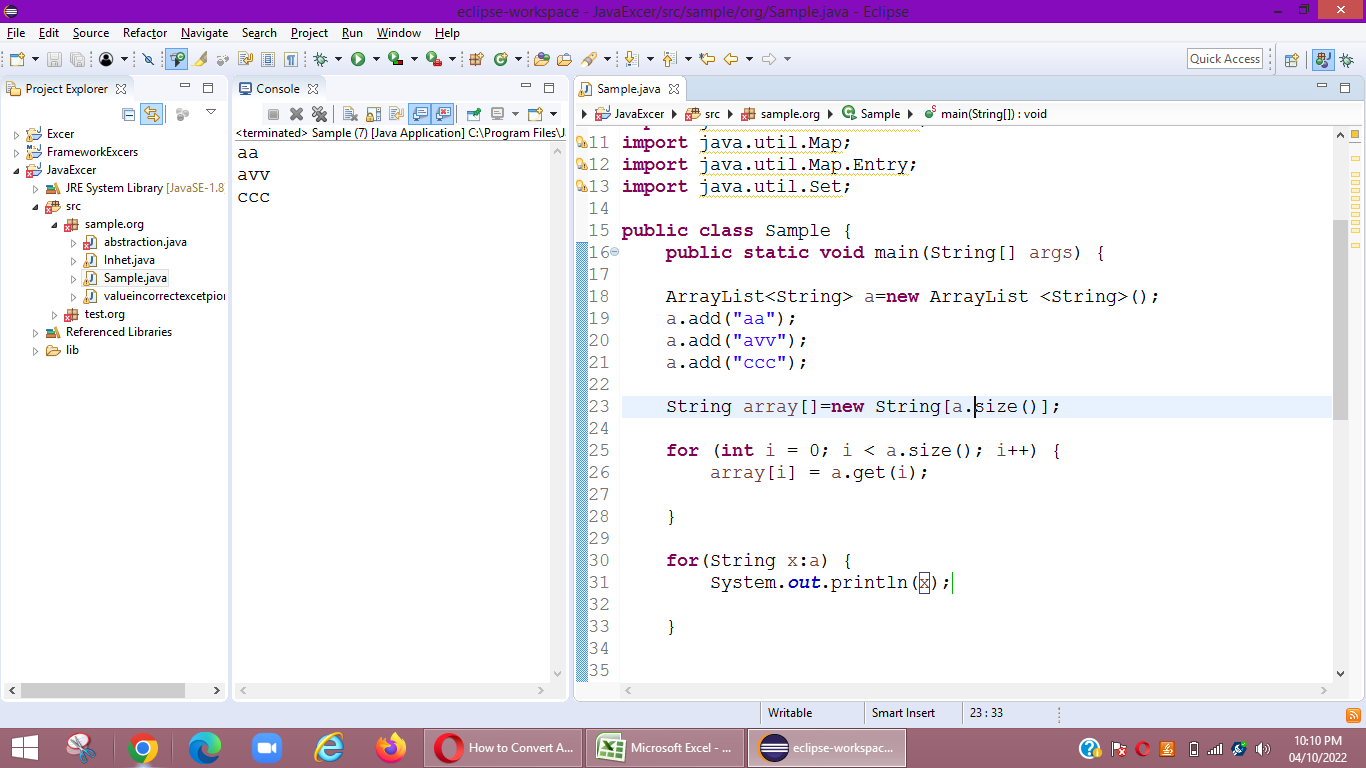 eclipse-workspace - JavaExcer/src/sample/org/Sample.java - Eclipse
File Edit Source Refactor Navigate Search Project Run Window Help
Quick Access
Project Explorer
Excer
FrameworkExcers
JavaExcer
JRE System Library [JavaSE-1.8
src
sample.org
abstraction.java
Inhet.java
Sample.java
valueincorrectexcetpior
test.org
Referenced Libraries
lib
Console
<terminated> Sample (7) [Java Application] C:\Program Files\J
aa
avv
ccc
Sample.java
JavaExcer src sample.org Sample main(String[]) : void
11 import java.util.Map;
12 import java.util.Map.Entry;
13 import java.util.Set;
14
15 public class Sample {
16 public static void main(String[] args) {
17
18 ArrayList<String> a=new ArrayList <String>();
19 a.add("aa");
20 a.add("avv");
21 a.add("ccc");
22
23 String array[]=new String[a.size()];
24
25 for (int i = 0; i < a.size(); i++) {
26 array[i] = a.get(i);
27
28 }
29
30 for(String x:a) {
31 System.out.println(x);
32
33 }
34
35
Writable Smart Insert 23 : 33
How to Convert A...
Microsoft Excel - ...
eclipse-workspac...
10:10 PM
04/10/2022